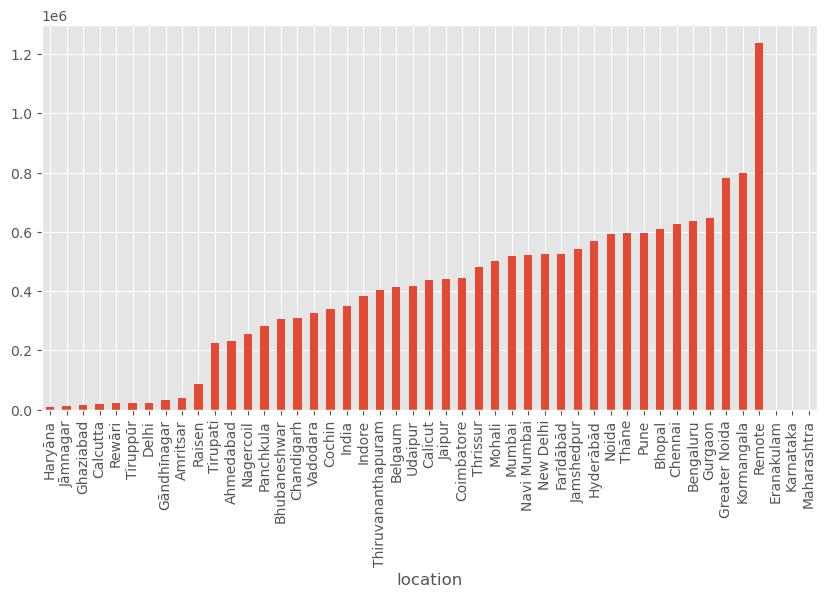 1e6
1.2
1.0
0.8
0.6
0.4
0.2
0.0
Haryāna
Jāmnagar
Ghaziabad
Calcutta
Rewāri
Tiruppūr
Delhi
Gāndhinagar
Amritsar
Raisen
Tirupati
Ahmedabad
Nagercoil
Panchkula
Bhubaneshwar
Chandigarh
Vadodara
Cochin
India
Indore
Thiruvananthapuram
Belgaum
Udaipur
Calicut
Jaipur
Coimbatore
Thrissur
Mohali
Mumbai
Navi Mumbai
New Delhi
Farīdābād
Jamshedpur
Hyderābād
Noida
Thāne
Pune
Bhopal
Chennai
Bengaluru
Gurgaon
Greater Noida
Kormangala
Remote
Eranakulam
Karnataka
Maharashtra
location